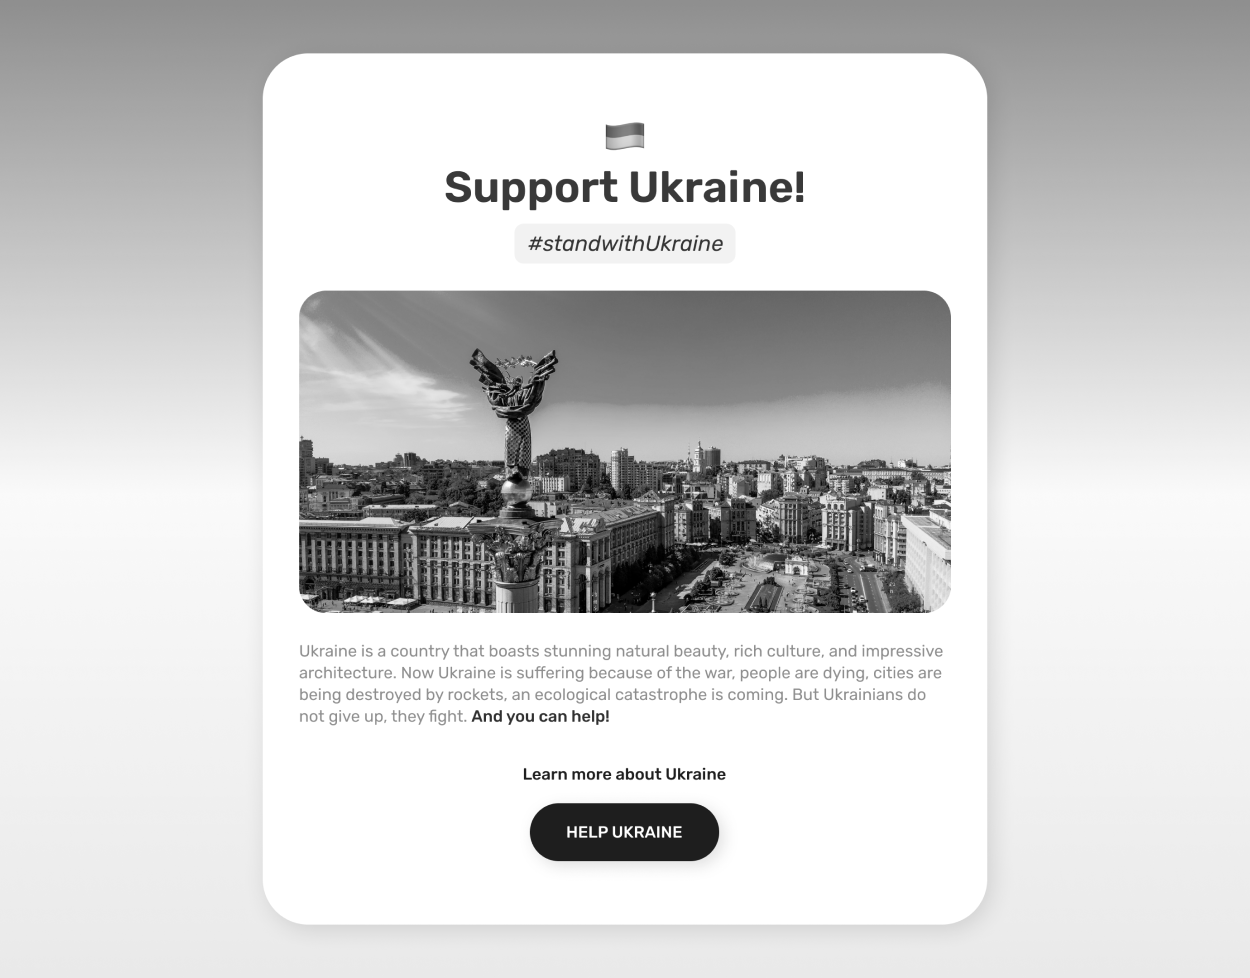 Support Ukraine!
#standwithUkraine
Ukraine is a country that boasts stunning natural beauty, rich culture, and impressive
architecture. Now Ukraine is suffering because of the war, people are dying, cities are
being destroyed by rockets, an ecological catastrophe is coming. But Ukrainians do
not give up, they fight. And you can help!
Learn more about Ukraine
HELP UKRAINE